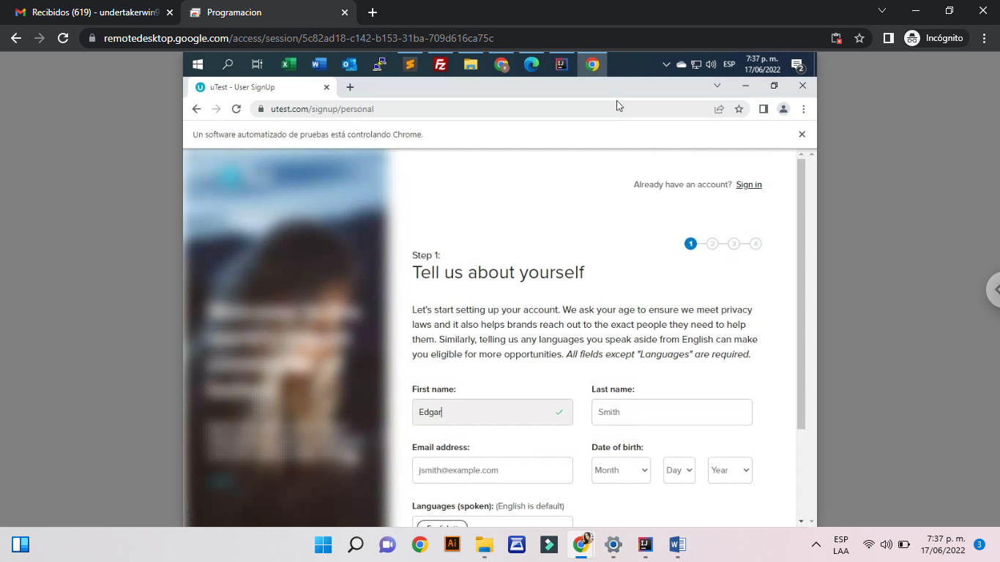 Recibidos (619) - undertakerwin9
Programacion
remotedesktop.google.com/access/session/5c82ad18-c142-b153-31ba-709d616ca75c
Incógnito
ESP
7:37 p. m.
17/06/2022
2
uTest - User SignUp
utest.com/signup/personal
Un software automatizado de pruebas está controlando Chrome.
Already have an account? Sign in
1 2 3 4
Step 1:
Tell us about yourself
Let's start setting up your account. We ask your age to ensure we meet privacy
laws and it also helps brands reach out to the exact people they need to help
them. Similarly, telling us any languages you speak aside from English can make
you eligible for more opportunities. All fields except "Languages" are required.
First name:
Last name:
Edgar
Smith
Email address:
Date of birth:
jsmith@example.com
Month
Day
Year
Languages (spoken): (English is default)
ESP
LAA
7:37 p. m.
17/06/2022
3